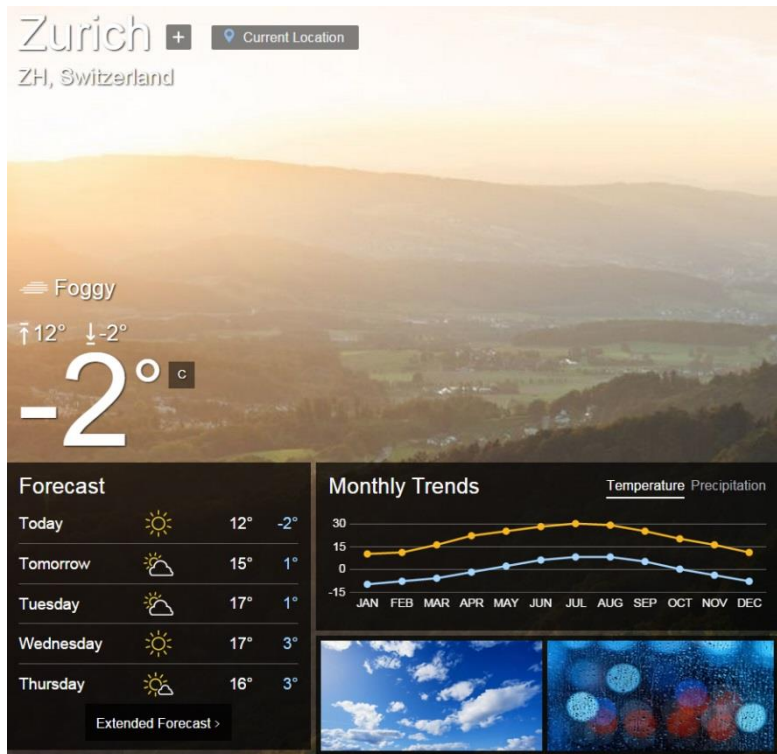 Zurich +
Current Location
ZH, Switzerland
Foggy
12° -2°
-2° C
Forecast
Today 12° -2°
Tomorrow 15° 1°
Tuesday 17° 1°
Wednesday 17° 3°
Thursday 16° 3°
Extended Forecast ›
Monthly Trends
Temperature Precipitation
30
15
0
-15
JAN FEB MAR APR MAY JUN JUL AUG SEP OCT NOV DEC